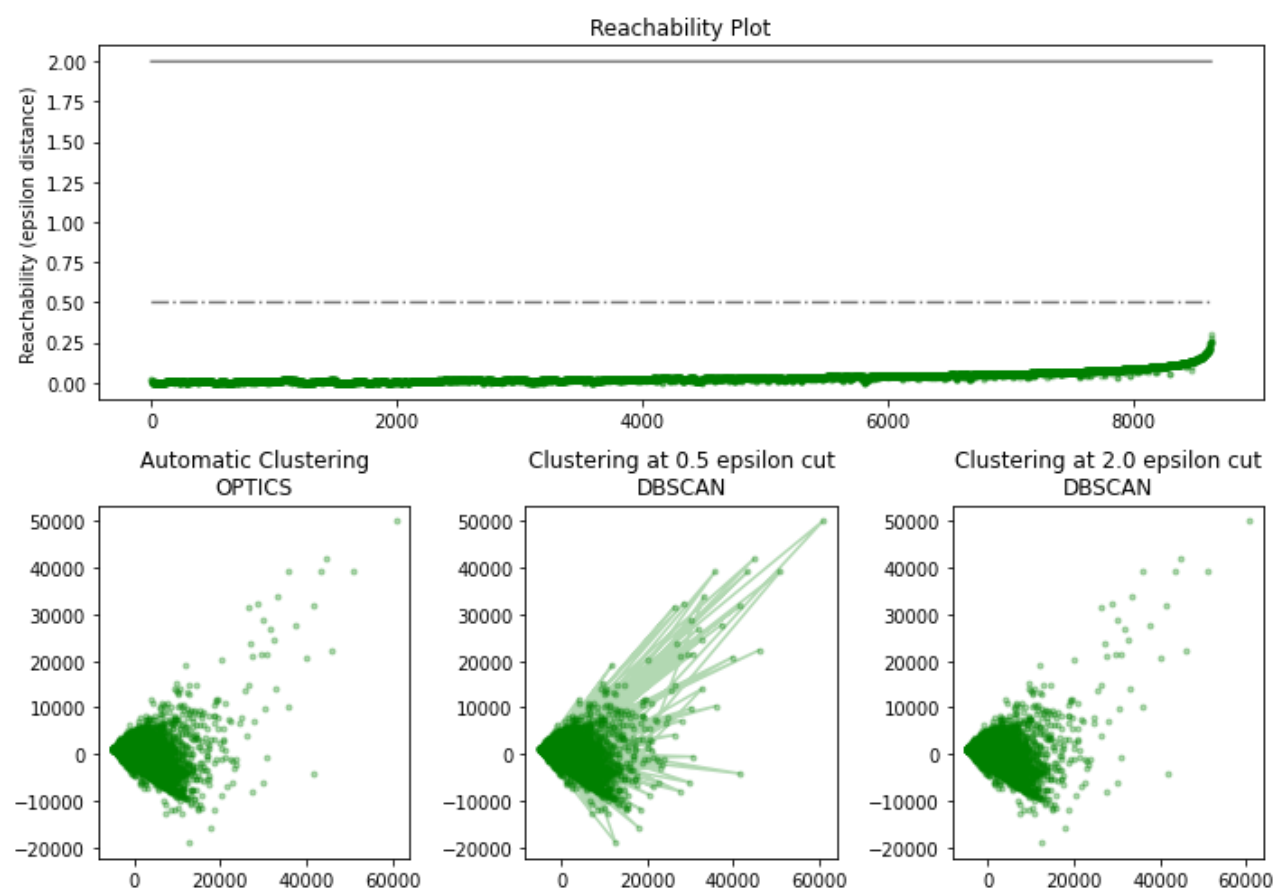 Reachability Plot
Reachability (epsilon distance)
2.00
1.75
1.50
1.25
1.00
0.75
0.50
0.25
0.00
0 2000 4000 6000 8000
Automatic Clustering
OPTICS
50000
40000
30000
20000
10000
0
−10000
−20000
0 20000 40000 60000
Clustering at 0.5 epsilon cut
DBSCAN
50000
40000
30000
20000
10000
0
−10000
−20000
0 20000 40000 60000
Clustering at 2.0 epsilon cut
DBSCAN
50000
40000
30000
20000
10000
0
−10000
−20000
0 20000 40000 60000